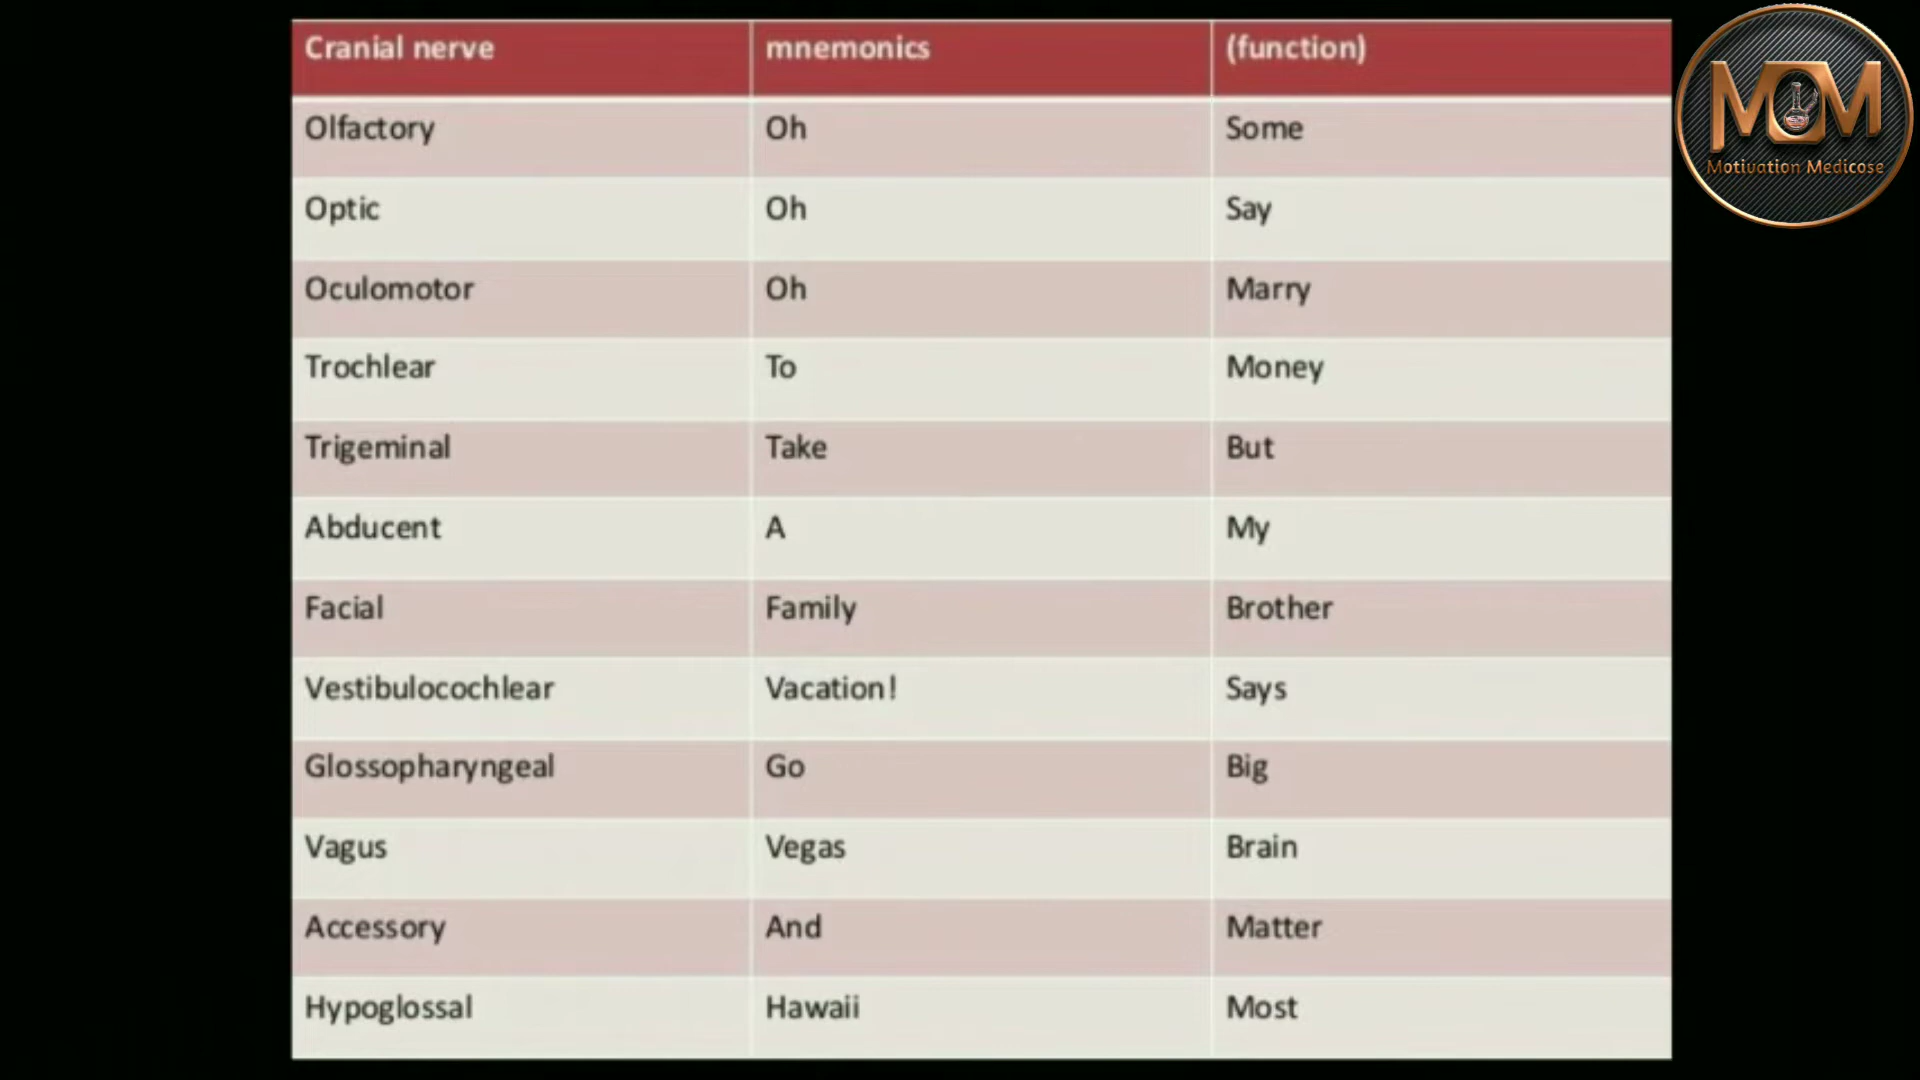 Cranial nerve mnemonics (function)
Olfactory Oh Some
Optic Oh Say
Oculomotor Oh Marry
Trochlear To Money
Trigeminal Take But
Abducent A My
Facial Family Brother
Vestibulocochlear Vacation! Says
Glossopharyngeal Go Big
Vagus Vegas Brain
Accessory And Matter
Hypoglossal Hawaii Most
MOM
Motivation Medicose